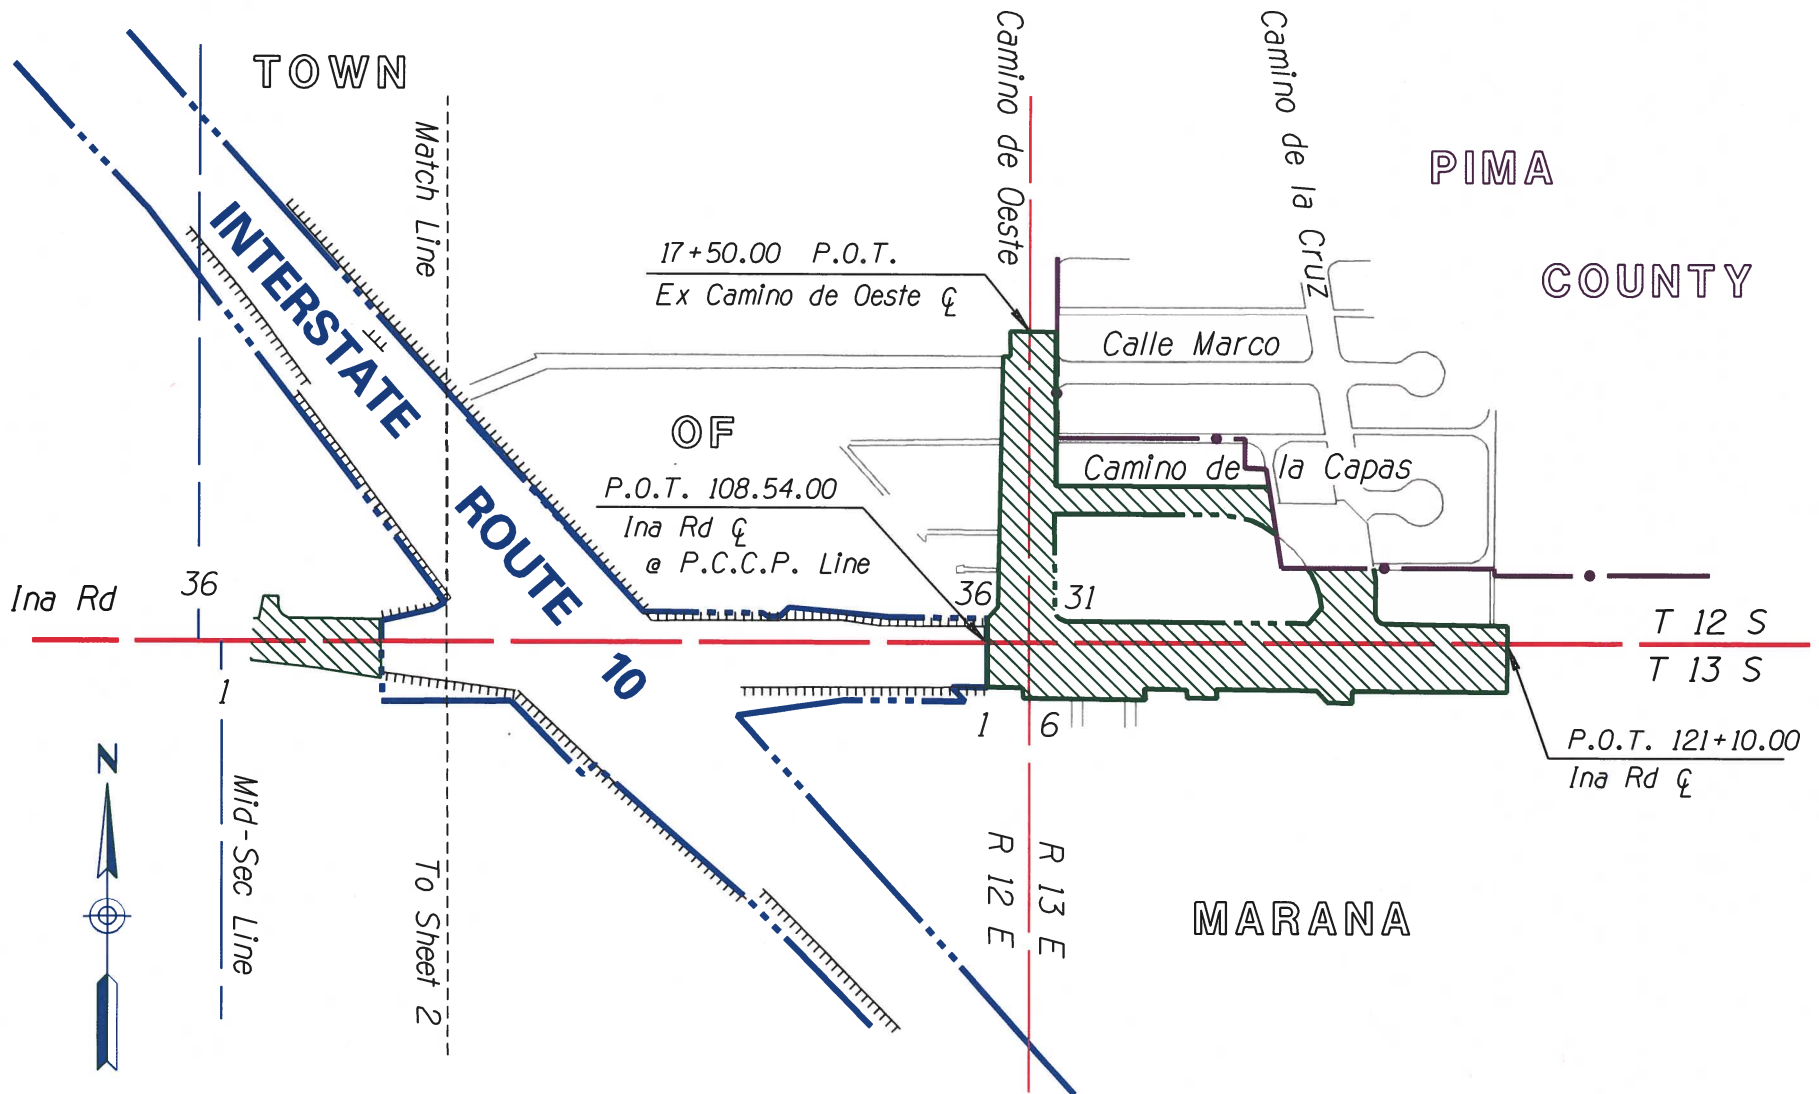 TOWN
Match Line
Camino de Oeste
Camino de la Cruz
PIMA
COUNTY
INTERSTATE
ROUTE
10
17+50.00 P.O.T.
Ex Camino de Oeste ℄
Calle Marco
OF
Camino de la Capas
P.O.T. 108.54.00
Ina Rd ℄
@ P.C.C.P. Line
Ina Rd
36
36
31
T 12 S
T 13 S
1
1
6
P.O.T. 121+10.00
Ina Rd ℄
N
Mid-Sec Line
To Sheet 2
R 12 E
R 13 E
MARANA